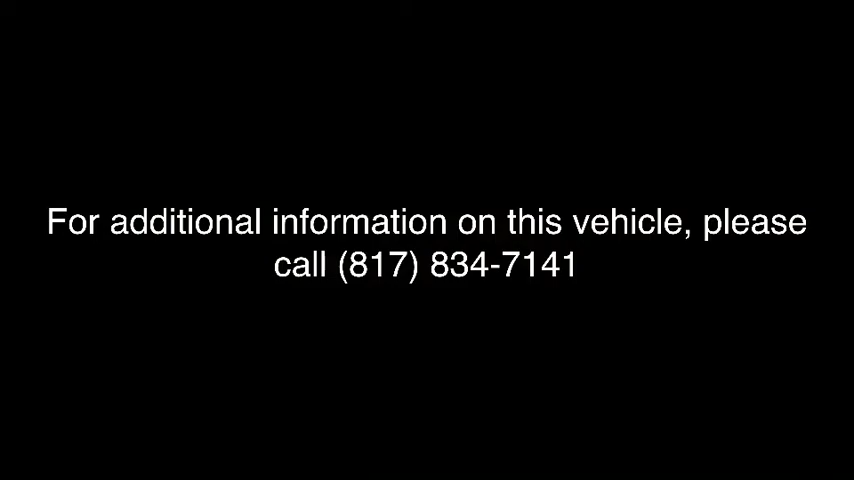 For additional information on this vehicle, please
call (817) 834-7141